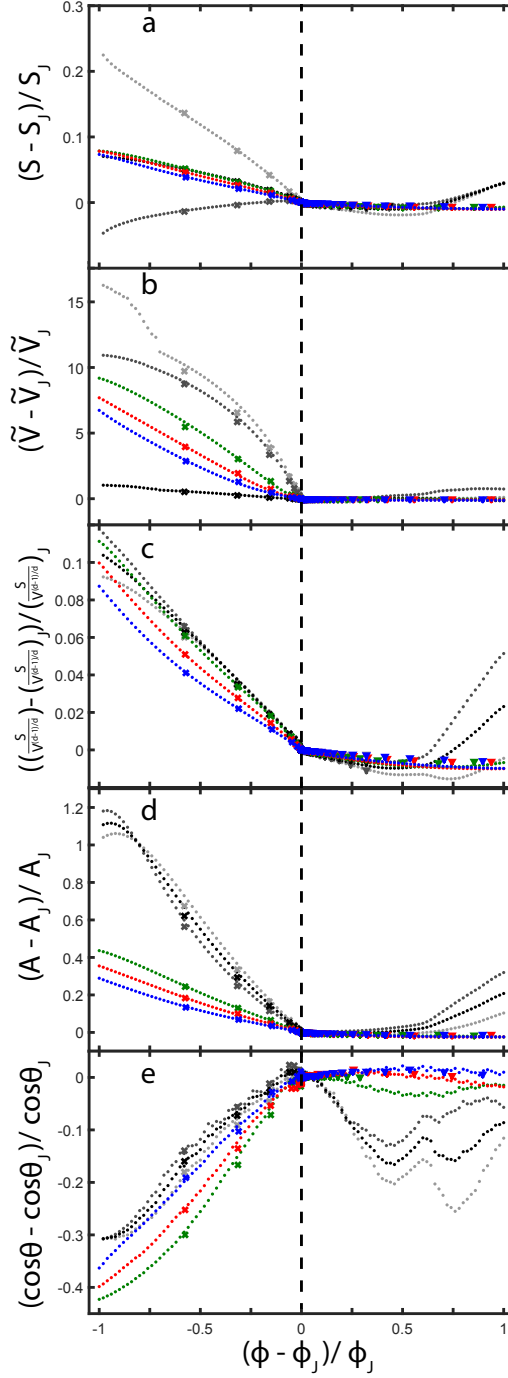 a
0.3
0.2
0.1
0
(S - S_J) / S_J
b
15
10
5
0
(Ṽ - Ṽ_J) / Ṽ_J
c
0.1
0.08
0.06
0.04
0.02
0
((S/V^(d-1)/d) - (S/V^(d-1)/d)_J) / (S/V^(d-1)/d)_J
d
1.2
1
0.8
0.6
0.4
0.2
0
(A - A_J) / A_J
e
0
-0.1
-0.2
-0.3
-0.4
(cosθ - cosθ_J) / cosθ_J
-1 -0.5 0 0.5 1
(ϕ - ϕ_J) / ϕ_J